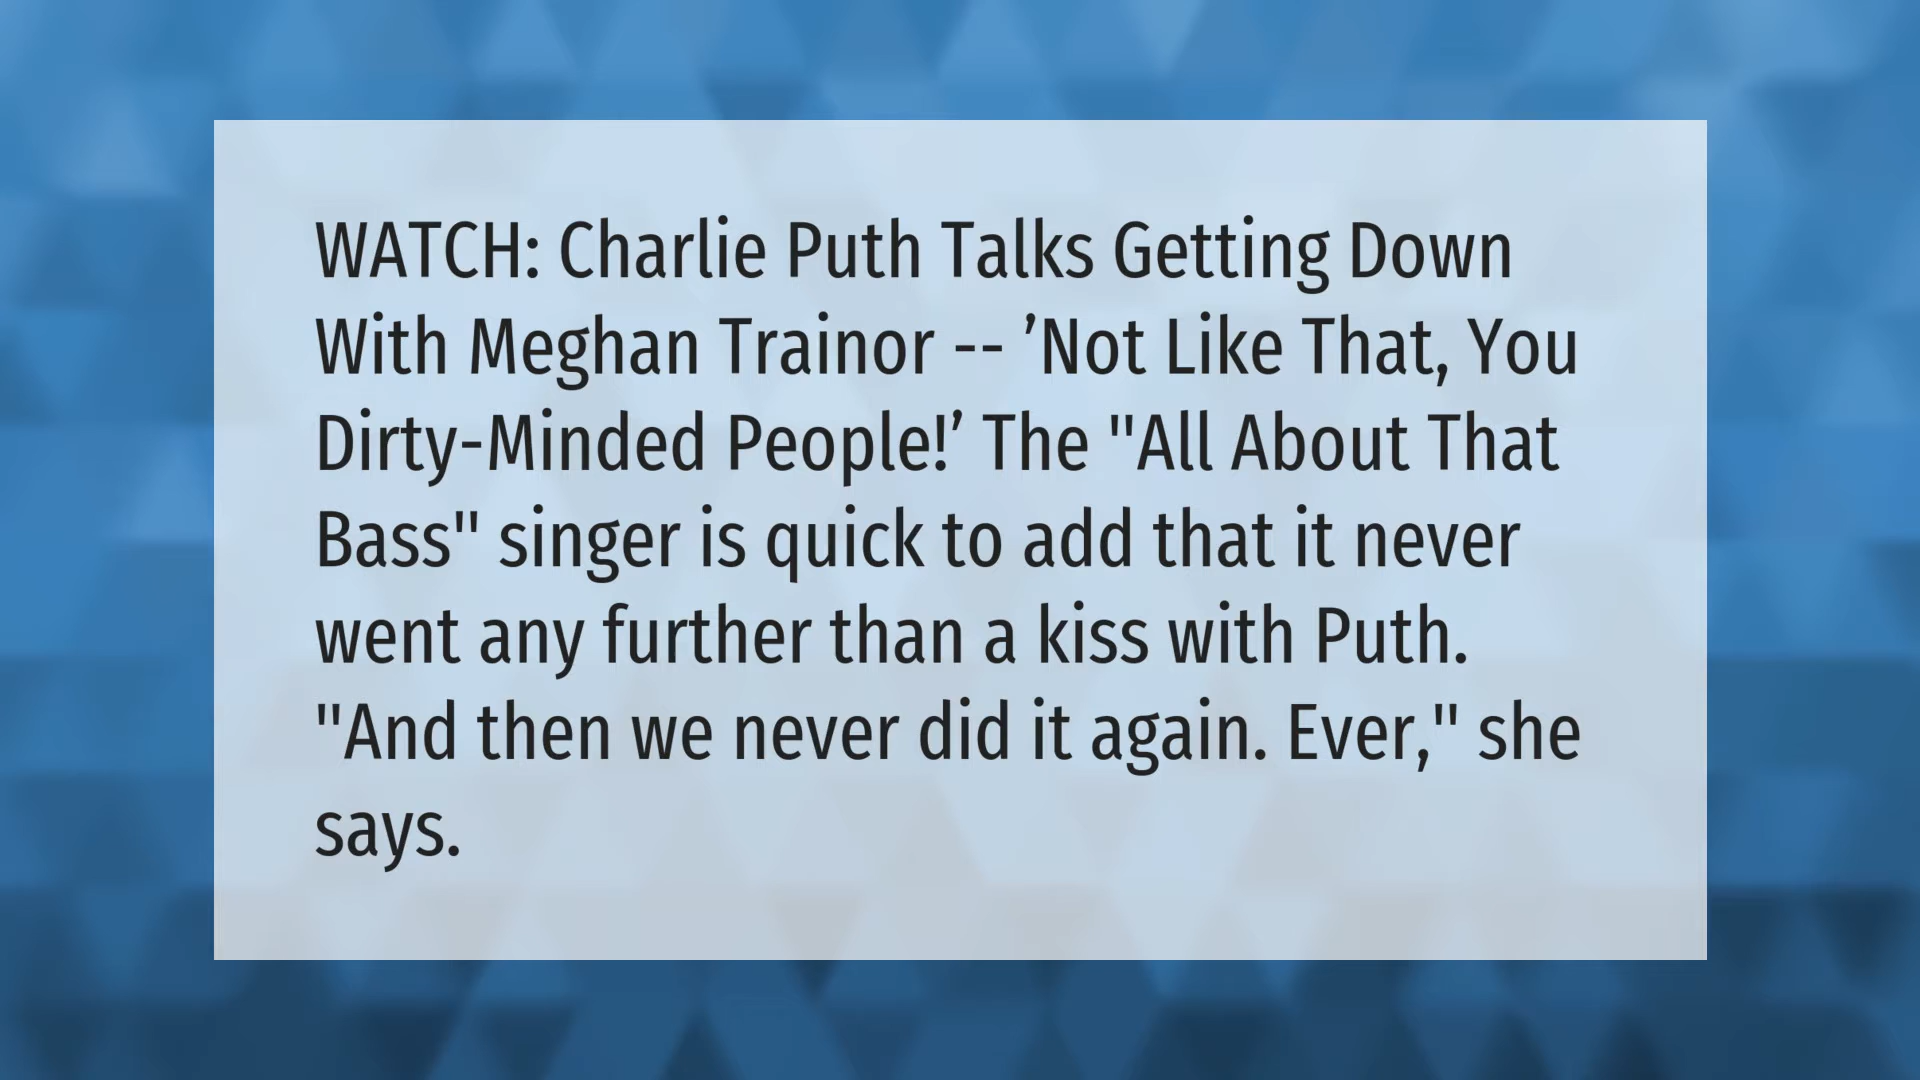 WATCH: Charlie Puth Talks Getting Down
With Meghan Trainor -- ’Not Like That, You
Dirty-Minded People!’ The "All About That
Bass" singer is quick to add that it never
went any further than a kiss with Puth.
"And then we never did it again. Ever," she
says.